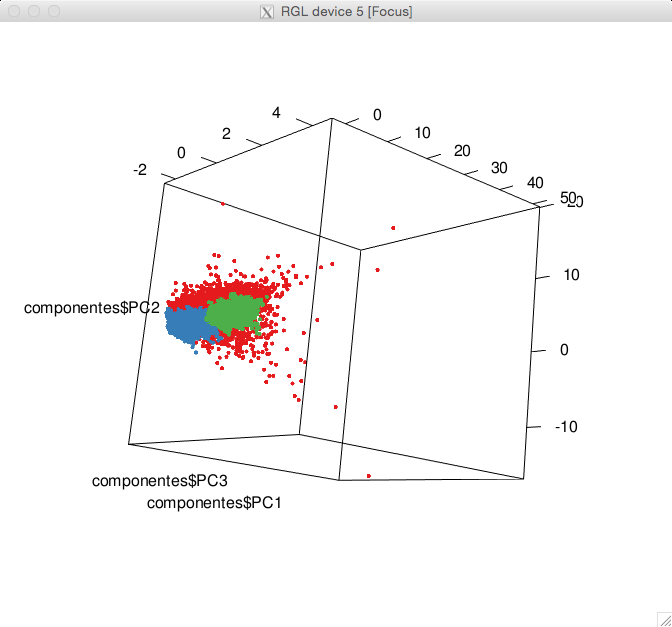 RGL device 5 [Focus]
-2 0 2 4
0 10 20 30 40 50
20 10 0 -10
componentes$PC2
componentes$PC3
componentes$PC1